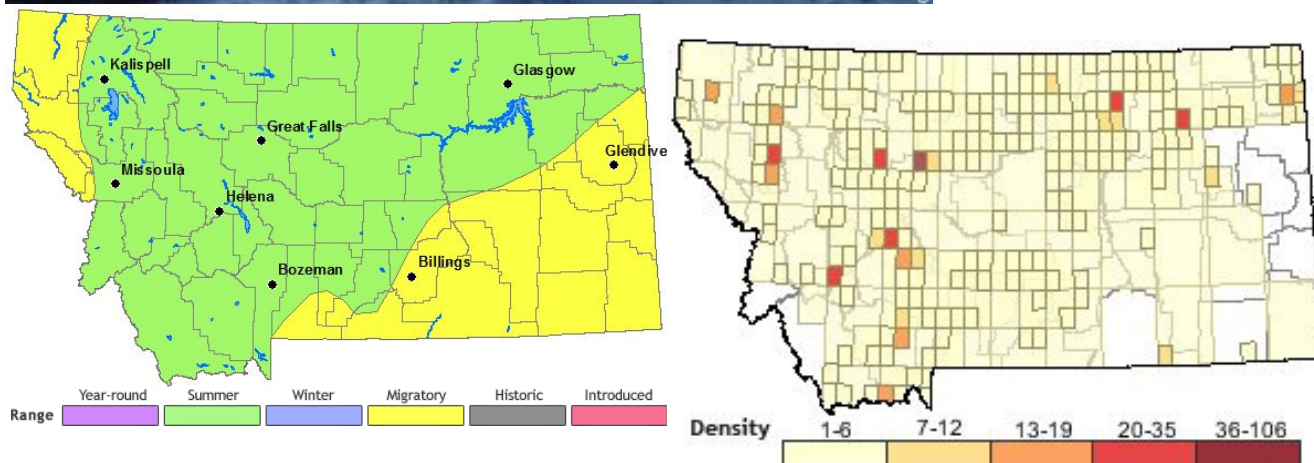 Kalispell
Glasgow
Great Falls
Glendive
Missoula
Helena
Bozeman
Billings
Year-round Summer Winter Migratory Historic Introduced
Range
Density 1-6 7-12 13-19 20-35 36-106